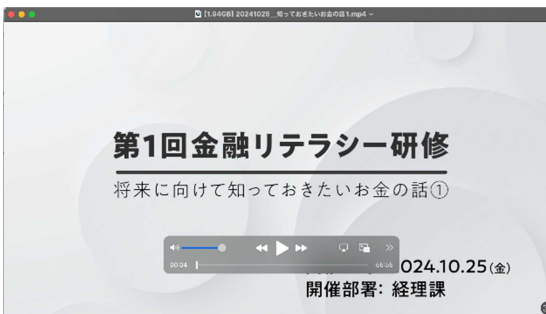 [1.94GB] 20241025_知っておきたいお金の話1.mp4
第1回金融リテラシー研修
将来に向けて知っておきたいお金の話①
00:04
024.10.25(金)
開催部署: 経理課